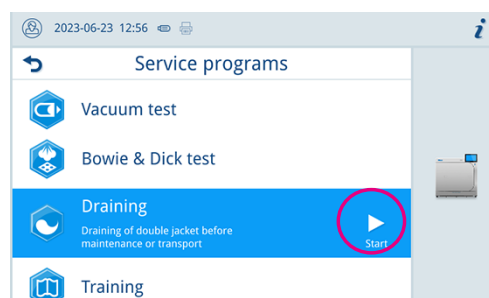 2023-06-23 12:56
i
Service programs
Vacuum test
Bowie & Dick test
Draining
Draining of double jacket before
maintenance or transport
Start
Training